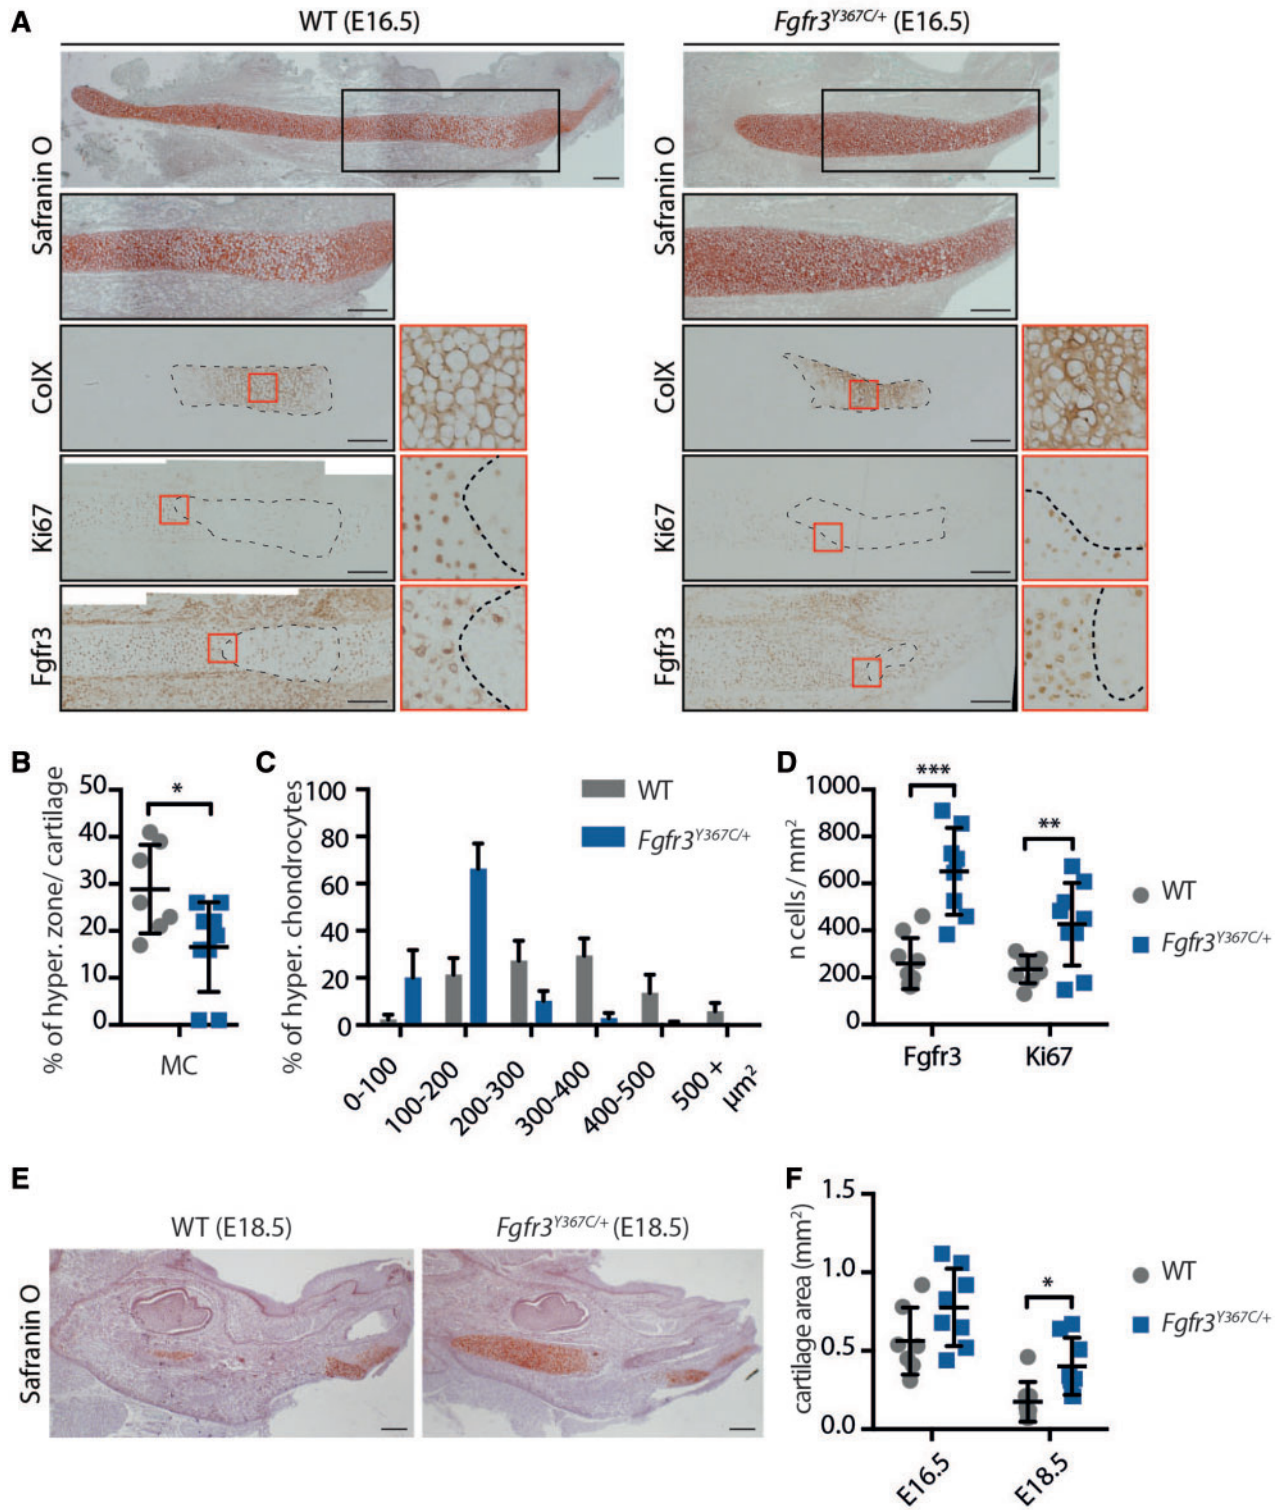 A
WT (E16.5)
Fgfr3Y367C/+ (E16.5)
Safranin O
Safranin O
ColX
ColX
Ki67
Ki67
Fgfr3
Fgfr3
B
% of hyper. zone/ cartilage
50
40
30
20
10
0
*
MC
C
% of hyper. chondrocytes
100
80
60
40
20
0
WT
Fgfr3Y367C/+
0-100
100-200
200-300
300-400
400-500
500 +
µm²
D
n cells / mm²
1000
800
600
400
200
0
***
**
Fgfr3
Ki67
WT
Fgfr3Y367C/+
E
WT (E18.5)
Fgfr3Y367C/+ (E18.5)
Safranin O
F
cartilage area (mm²)
1.5
1.0
0.5
0.0
*
E16.5
E18.5
WT
Fgfr3Y367C/+